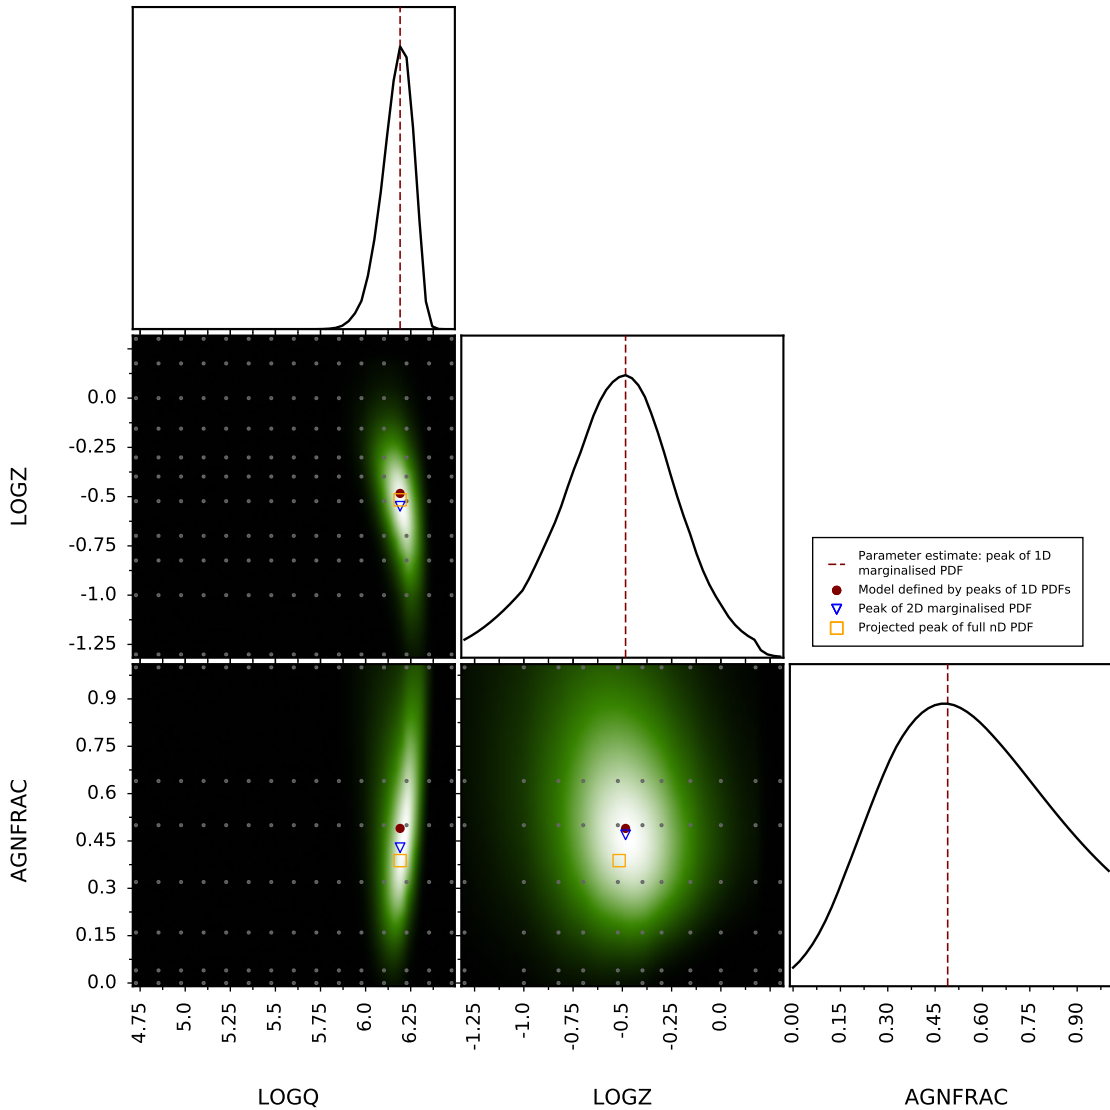 LOGZ
0.0
-0.25
-0.5
-0.75
-1.0
-1.25
Parameter estimate: peak of 1D
marginalised PDF
Model defined by peaks of 1D PDFs
Peak of 2D marginalised PDF
Projected peak of full nD PDF
AGNFRAC
0.9
0.75
0.6
0.45
0.3
0.15
0.0
4.75 5.0 5.25 5.5 5.75 6.0 6.25
-1.25 -1.0 -0.75 -0.5 -0.25 0.0
0.00 0.15 0.30 0.45 0.60 0.75 0.90
LOGQ LOGZ AGNFRAC